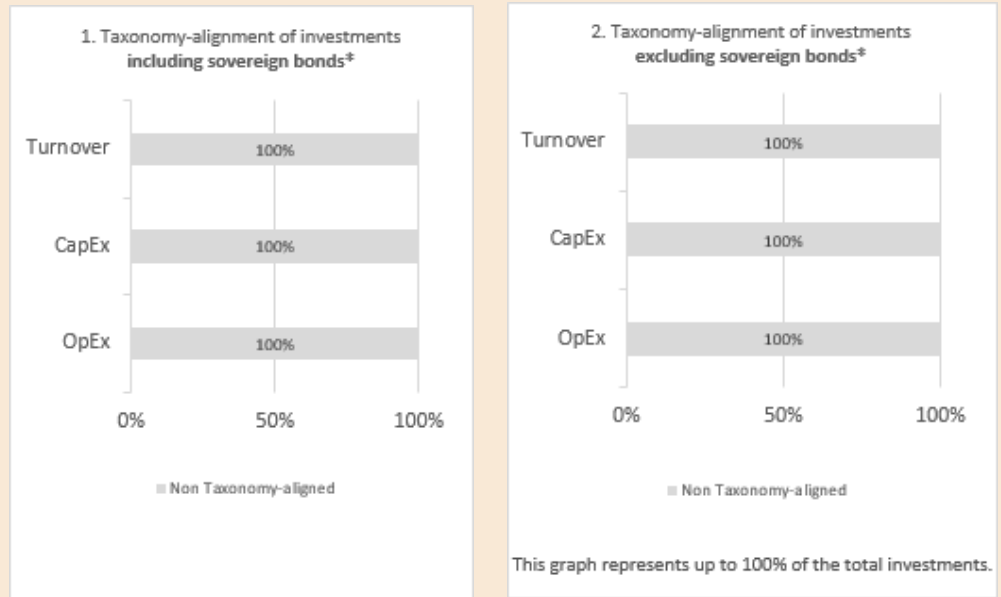 1. Taxonomy-alignment of investments
including sovereign bonds*
Turnover
100%
CapEx
100%
OpEx
100%
0%
50%
100%
Non Taxonomy-aligned
2. Taxonomy-alignment of investments
excluding sovereign bonds*
Turnover
100%
CapEx
100%
OpEx
100%
0%
50%
100%
Non Taxonomy-aligned
This graph represents up to 100% of the total investments.